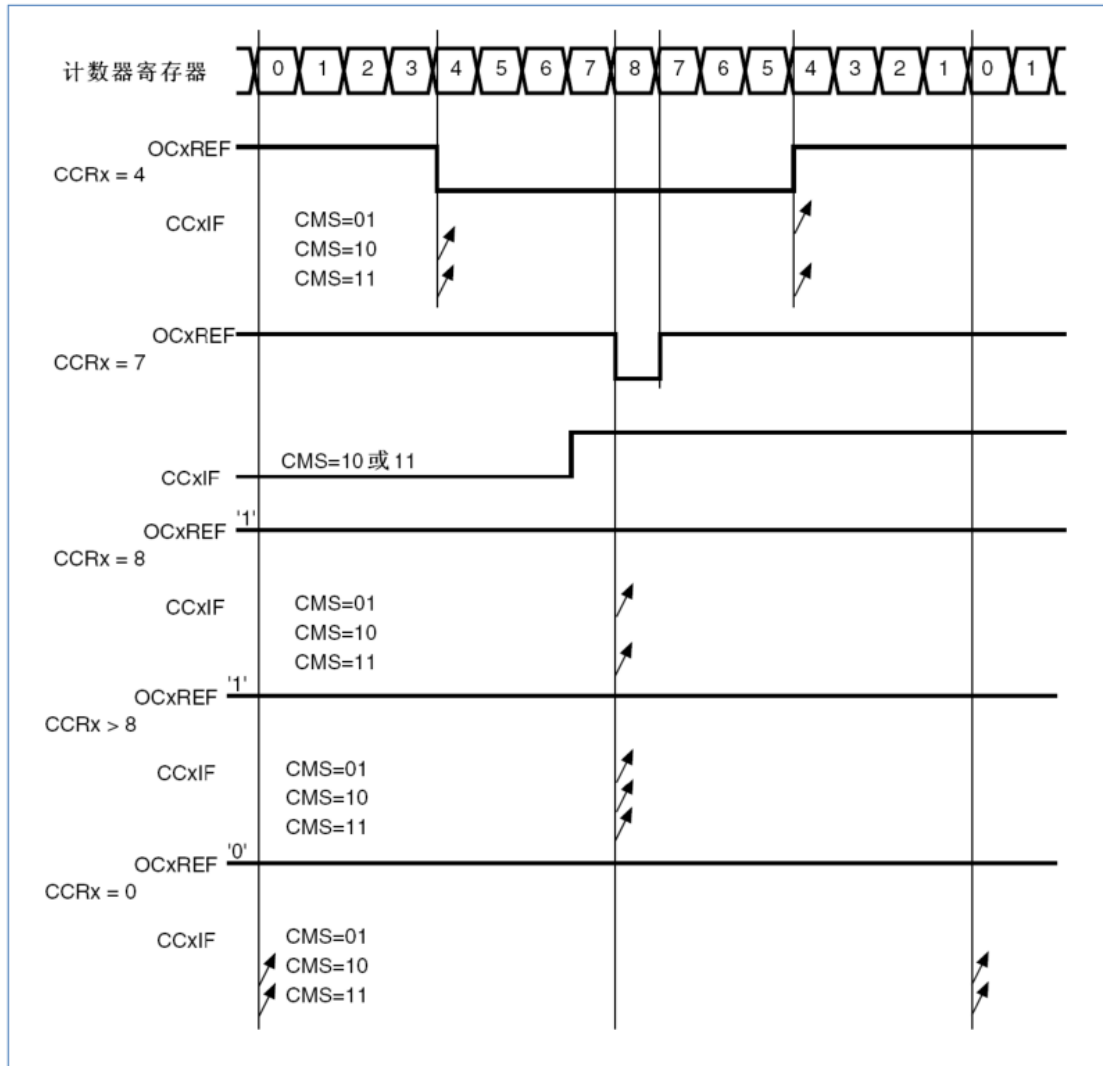 计数器寄存器 0 1 2 3 4 5 6 7 8 7 6 5 4 3 2 1 0 1
OCxREF
CCRx = 4
CCxIF CMS=01
CMS=10
CMS=11
OCxREF
CCRx = 7
CMS=10 或 11
CCxIF
OCxREF '1'
CCRx = 8
CCxIF CMS=01
CMS=10
CMS=11
OCxREF '1'
CCRx > 8
CCxIF CMS=01
CMS=10
CMS=11
OCxREF '0'
CCRx = 0
CCxIF CMS=01
CMS=10
CMS=11